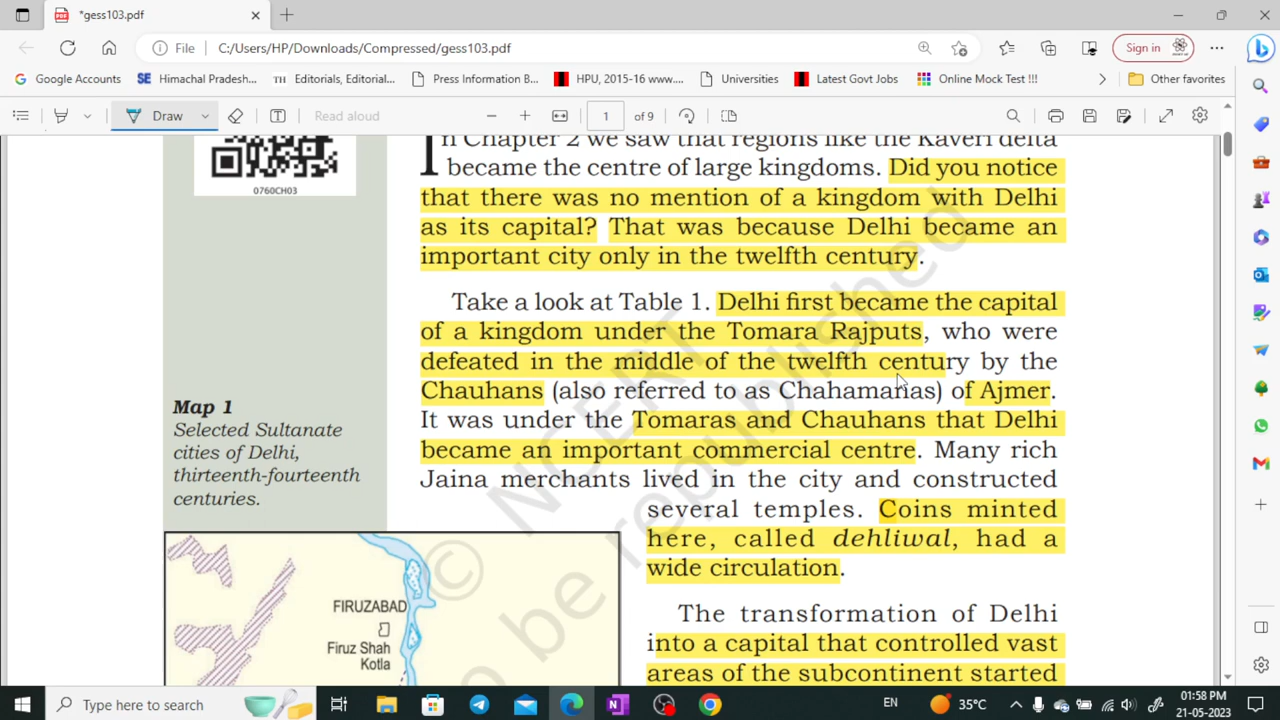 *gess103.pdf
File
C:/Users/HP/Downloads/Compressed/gess103.pdf
Sign in
Google Accounts
SE Himachal Pradesh...
TH Editorials, Editorial...
Press Information B...
HPU, 2015-16 www....
Universities
Latest Govt Jobs
Online Mock Test !!!
Other favorites
Draw
Read aloud
1 of 9
In Chapter 2 we saw that regions like the Kaveri delta
became the centre of large kingdoms. Did you notice
that there was no mention of a kingdom with Delhi
as its capital? That was because Delhi became an
important city only in the twelfth century.
0760CH03
Take a look at Table 1. Delhi first became the capital
of a kingdom under the Tomara Rajputs, who were
defeated in the middle of the twelfth century by the
Chauhans (also referred to as Chahamanas) of Ajmer.
It was under the Tomaras and Chauhans that Delhi
became an important commercial centre. Many rich
Jaina merchants lived in the city and constructed
several temples. Coins minted
here, called dehliwal, had a
wide circulation.
The transformation of Delhi
into a capital that controlled vast
areas of the subcontinent started
Map 1
Selected Sultanate
cities of Delhi,
thirteenth-fourteenth
centuries.
FIRUZABAD
Firuz Shah
Kotla
© NCERT
to be republished
Type here to search
EN
35°C
01:58 PM
21-05-2023